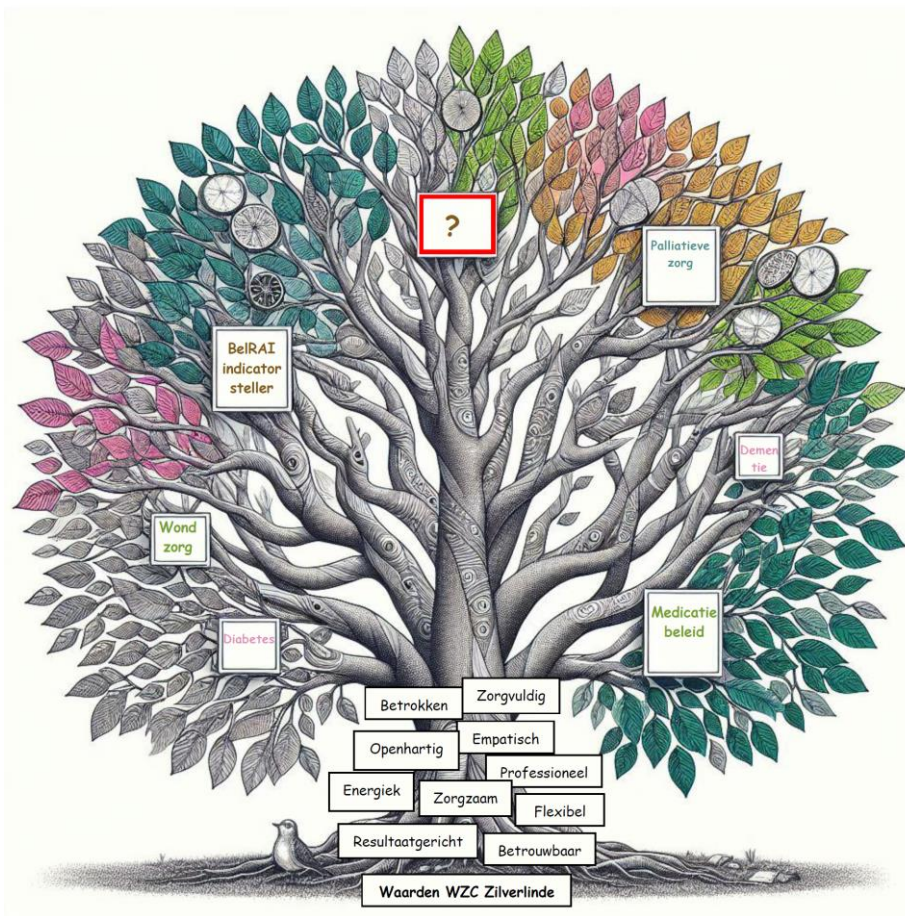 ?
Palliatieve
zorg
BelRAI
indicator
steller
Demen
tie
Wond
zorg
Medicatie
beleid
Diabetes
Betrokken
Zorgvuldig
Openhartig
Empatisch
Professioneel
Energiek
Zorgzaam
Flexibel
Resultaatgericht
Betrouwbaar
Waarden WZC Zilverlinde